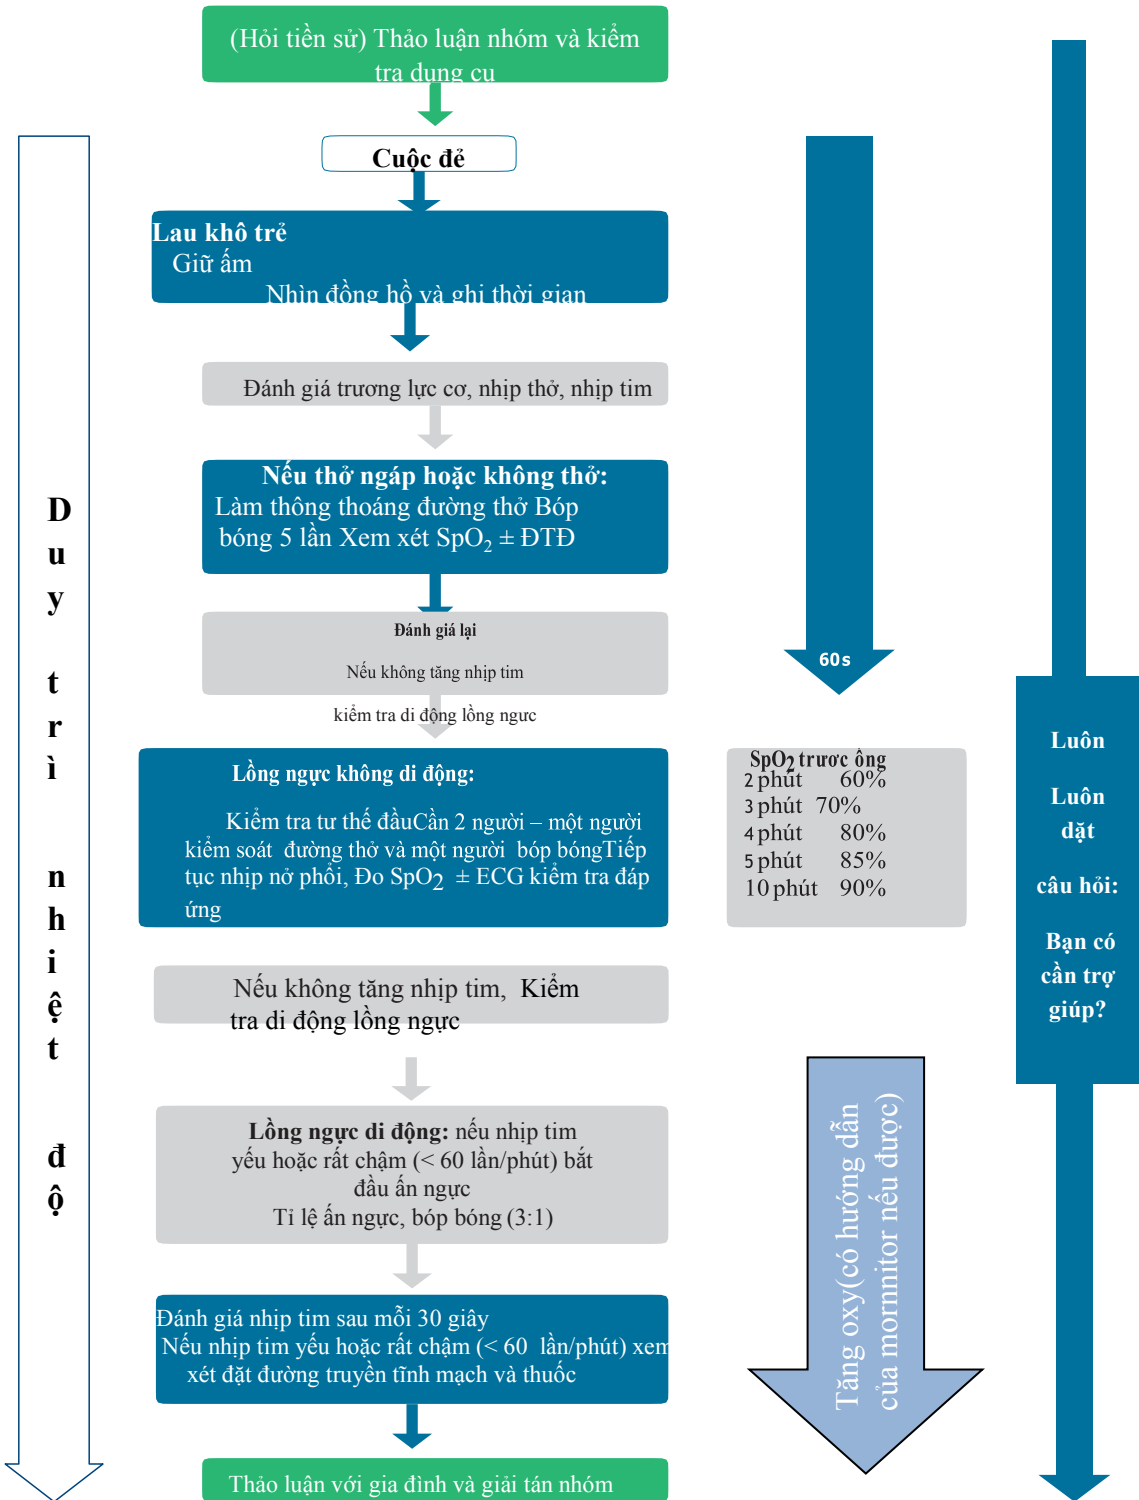 (Hỏi tiền sử) Thảo luận nhóm và kiểm
tra dụng cụ
Cuộc đẻ
Lau khô trẻ
Giữ ấm
Nhìn đồng hồ và ghi thời gian
Đánh giá trương lực cơ, nhịp thở, nhịp tim
Nếu thở ngáp hoặc không thở:
Làm thông thoáng đường thở Bóp
bóng 5 lần Xem xét SpO₂ ± ĐTĐ
Đánh giá lại
Nếu không tăng nhịp tim
kiểm tra di động lồng ngực
Lồng ngực không di động:
Kiểm tra tư thế đầuCần 2 người – một người
kiểm soát đường thở và một người bóp bóngTiếp
tục nhịp nở phổi, Đo SpO₂ ± ECG kiểm tra đáp
ứng
Nếu không tăng nhịp tim, Kiểm
tra di động lồng ngực
Lồng ngực di động: nếu nhịp tim
yếu hoặc rất chậm (< 60 lần/phút) bắt
đầu ấn ngực
Tỉ lệ ấn ngực, bóp bóng (3:1)
Đánh giá nhịp tim sau mỗi 30 giây
Nếu nhịp tim yếu hoặc rất chậm (< 60 lần/phút) xem
xét đặt đường truyền tĩnh mạch và thuốc
Thảo luận với gia đình và giải tán nhóm
Duy trì nhiệt độ
60s
SpO₂ trước ông
2 phút 60%
3 phút 70%
4 phút 80%
5 phút 85%
10 phút 90%
Tăng oxy(có hướng dẫn
của mornnitor nếu được)
Luôn
Luôn
dặt
câu hỏi:
Bạn có
cần trợ
giúp?